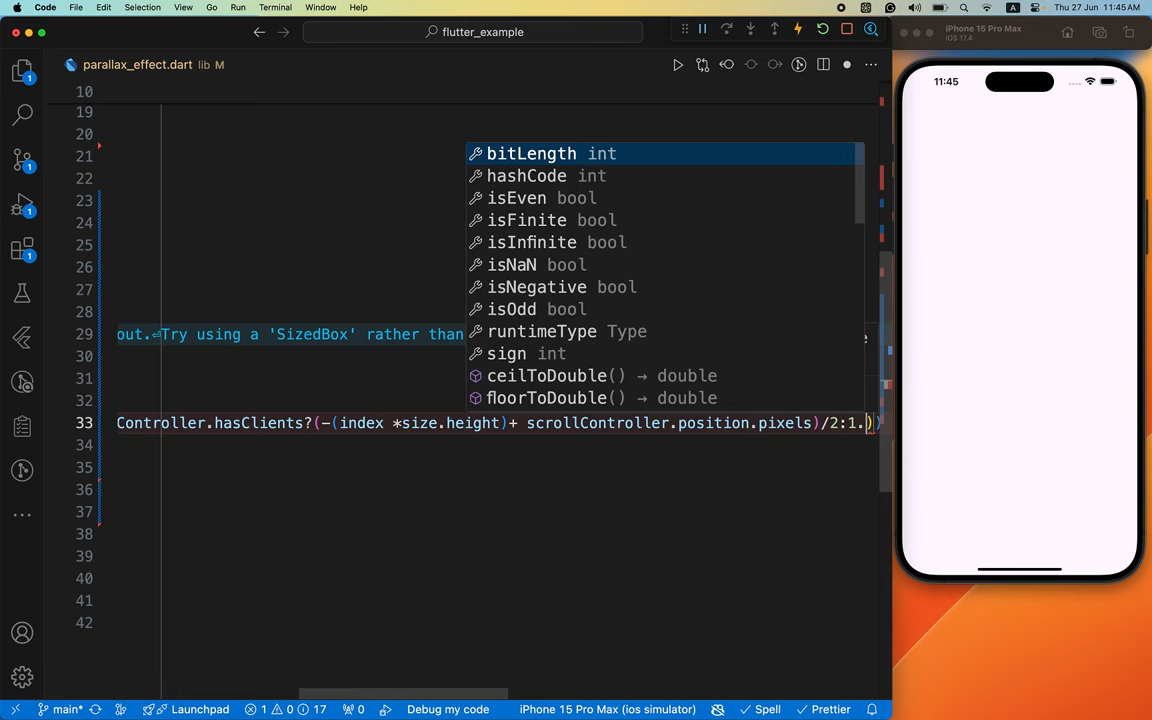 Code File Edit Selection View Go Run Terminal Window Help
Thu 27 Jun 11:45 AM
flutter_example
iPhone 15 Pro Max
iOS 17.4
parallax_effect.dart lib M
11:45
10
19
20
21
22
23
24
25
26
27
28
29 out.⏎Try using a 'SizedBox' rather than
30
31
32
33 Controller.hasClients?(-(index *size.height)+ scrollController.position.pixels)/2:1.))
34
35
36
37
38
39
40
41
42
bitLength int
hashCode int
isEven bool
isFinite bool
isInfinite bool
isNaN bool
isNegative bool
isOdd bool
runtimeType Type
sign int
ceilToDouble() → double
floorToDouble() → double
1
1
1
1
main* Launchpad 1 0 17 0 Debug my code iPhone 15 Pro Max (ios simulator) Spell Prettier